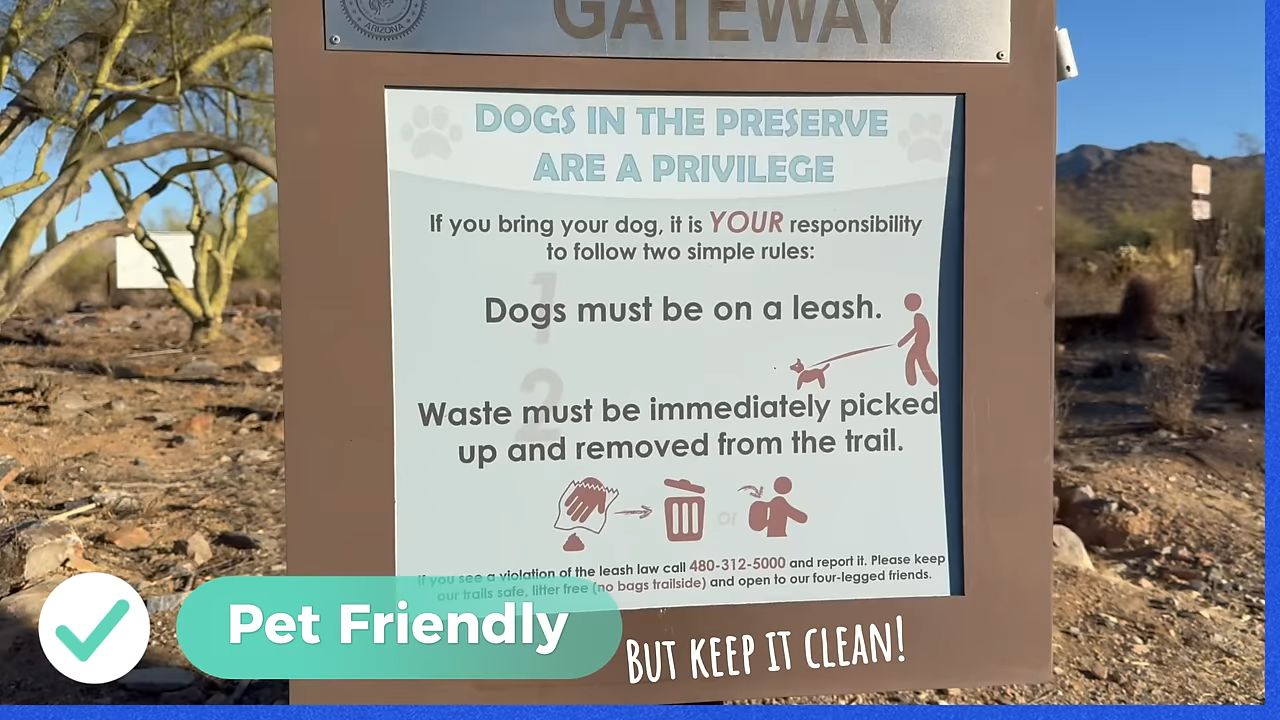 ARIZONA
GATEWAY
DOGS IN THE PRESERVE
ARE A PRIVILEGE
If you bring your dog, it is YOUR responsibility
to follow two simple rules:
1
Dogs must be on a leash.
2
Waste must be immediately picked
up and removed from the trail.
or
If you see a violation of the leash law call 480-312-5000 and report it. Please keep
our trails safe, litter free (no bags trailside) and open to our four-legged friends.
Pet Friendly
BUT KEEP IT CLEAN!